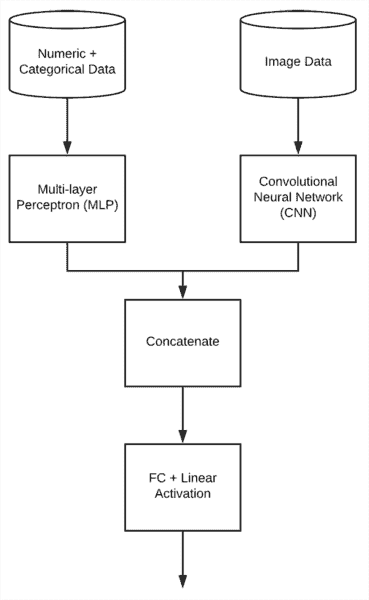 Numeric +
Categorical Data
Image Data
Multi-layer
Perceptron (MLP)
Convolutional
Neural Network
(CNN)
Concatenate
FC + Linear
Activation